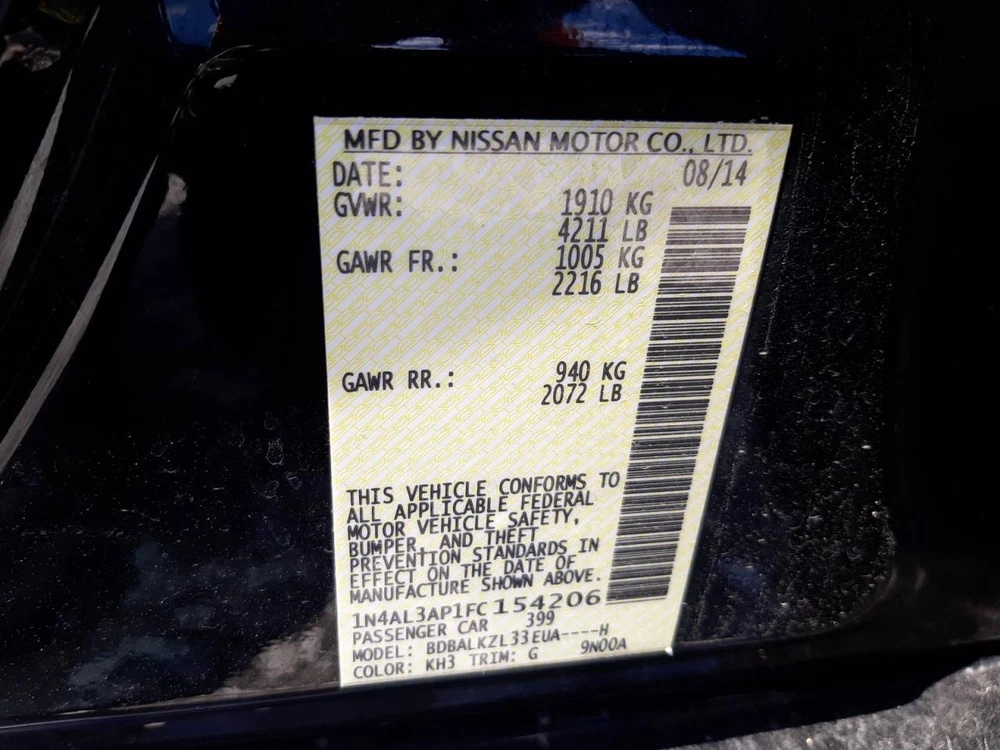 MFD BY NISSAN MOTOR CO., LTD.
DATE: 08/14
GVWR: 1910 KG
4211 LB
GAWR FR.: 1005 KG
2216 LB
GAWR RR.: 940 KG
2072 LB
THIS VEHICLE CONFORMS TO
ALL APPLICABLE FEDERAL
MOTOR VEHICLE SAFETY,
BUMPER, AND THEFT
PREVENTION STANDARDS IN
EFFECT ON THE DATE OF
MANUFACTURE SHOWN ABOVE.
1N4AL3AP1FC154206
PASSENGER CAR 399
MODEL: BDBALKZL33EUA----H
COLOR: KH3 TRIM: G 9N00A